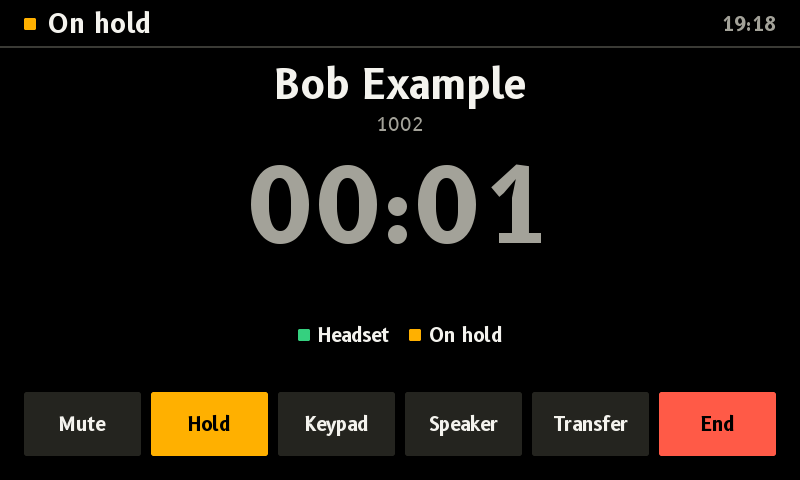 On hold 19:18
Bob Example
1002
00:01
Headset On hold
Mute Hold Keypad Speaker Transfer End